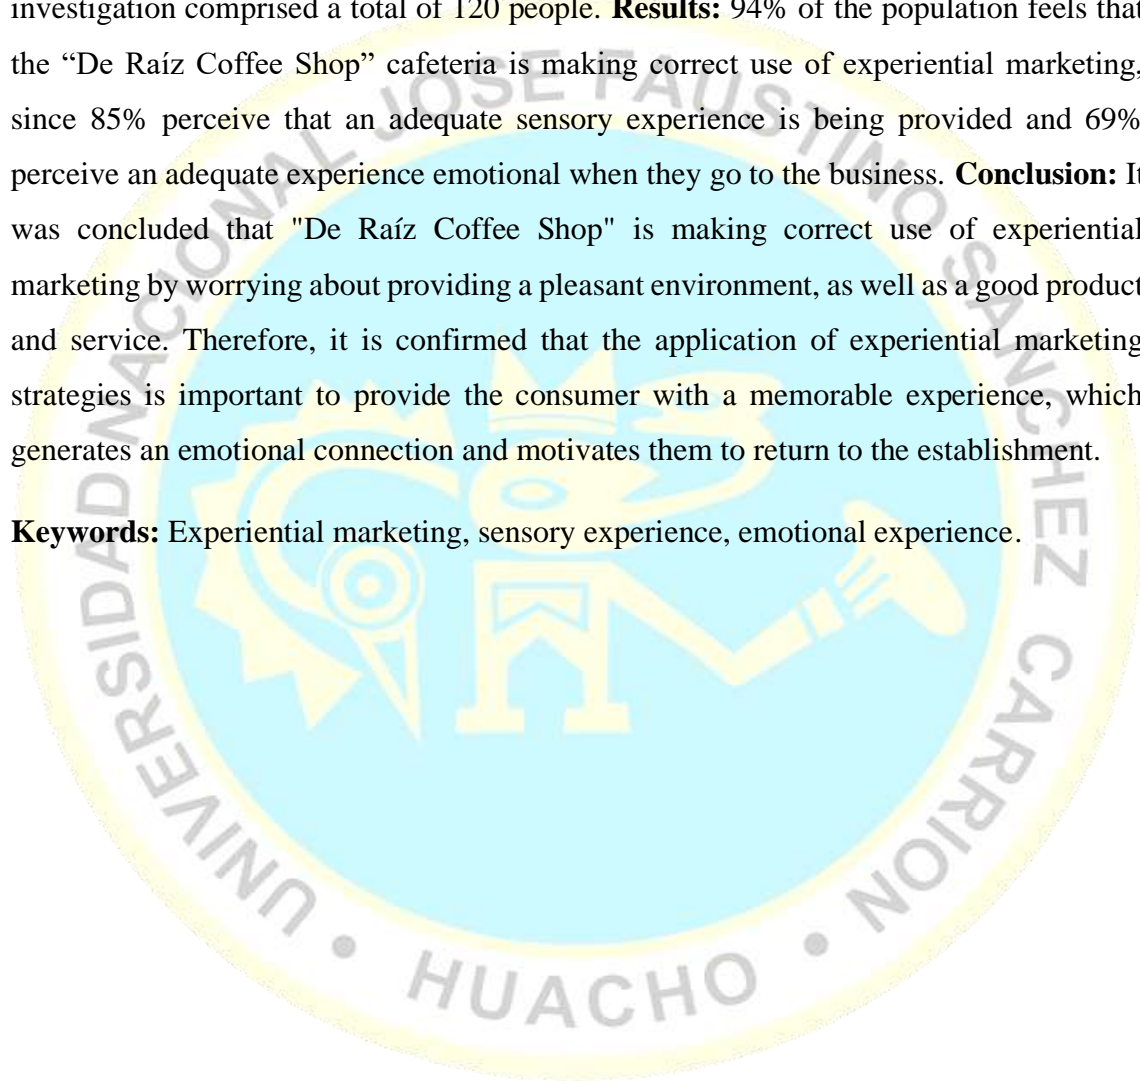 investigation comprised a total of 120 people. Results: 94% of the population feels that
the “De Raíz Coffee Shop” cafeteria is making correct use of experiential marketing,
since 85% perceive that an adequate sensory experience is being provided and 69%
perceive an adequate experience emotional when they go to the business. Conclusion: It
was concluded that "De Raíz Coffee Shop" is making correct use of experiential
marketing by worrying about providing a pleasant environment, as well as a good product
and service. Therefore, it is confirmed that the application of experiential marketing
strategies is important to provide the consumer with a memorable experience, which
generates an emotional connection and motivates them to return to the establishment.
Keywords: Experiential marketing, sensory experience, emotional experience.
UNIVERSIDAD NACIONAL JOSE FAUSTINO SANCHEZ CARRION
• HUACHO •